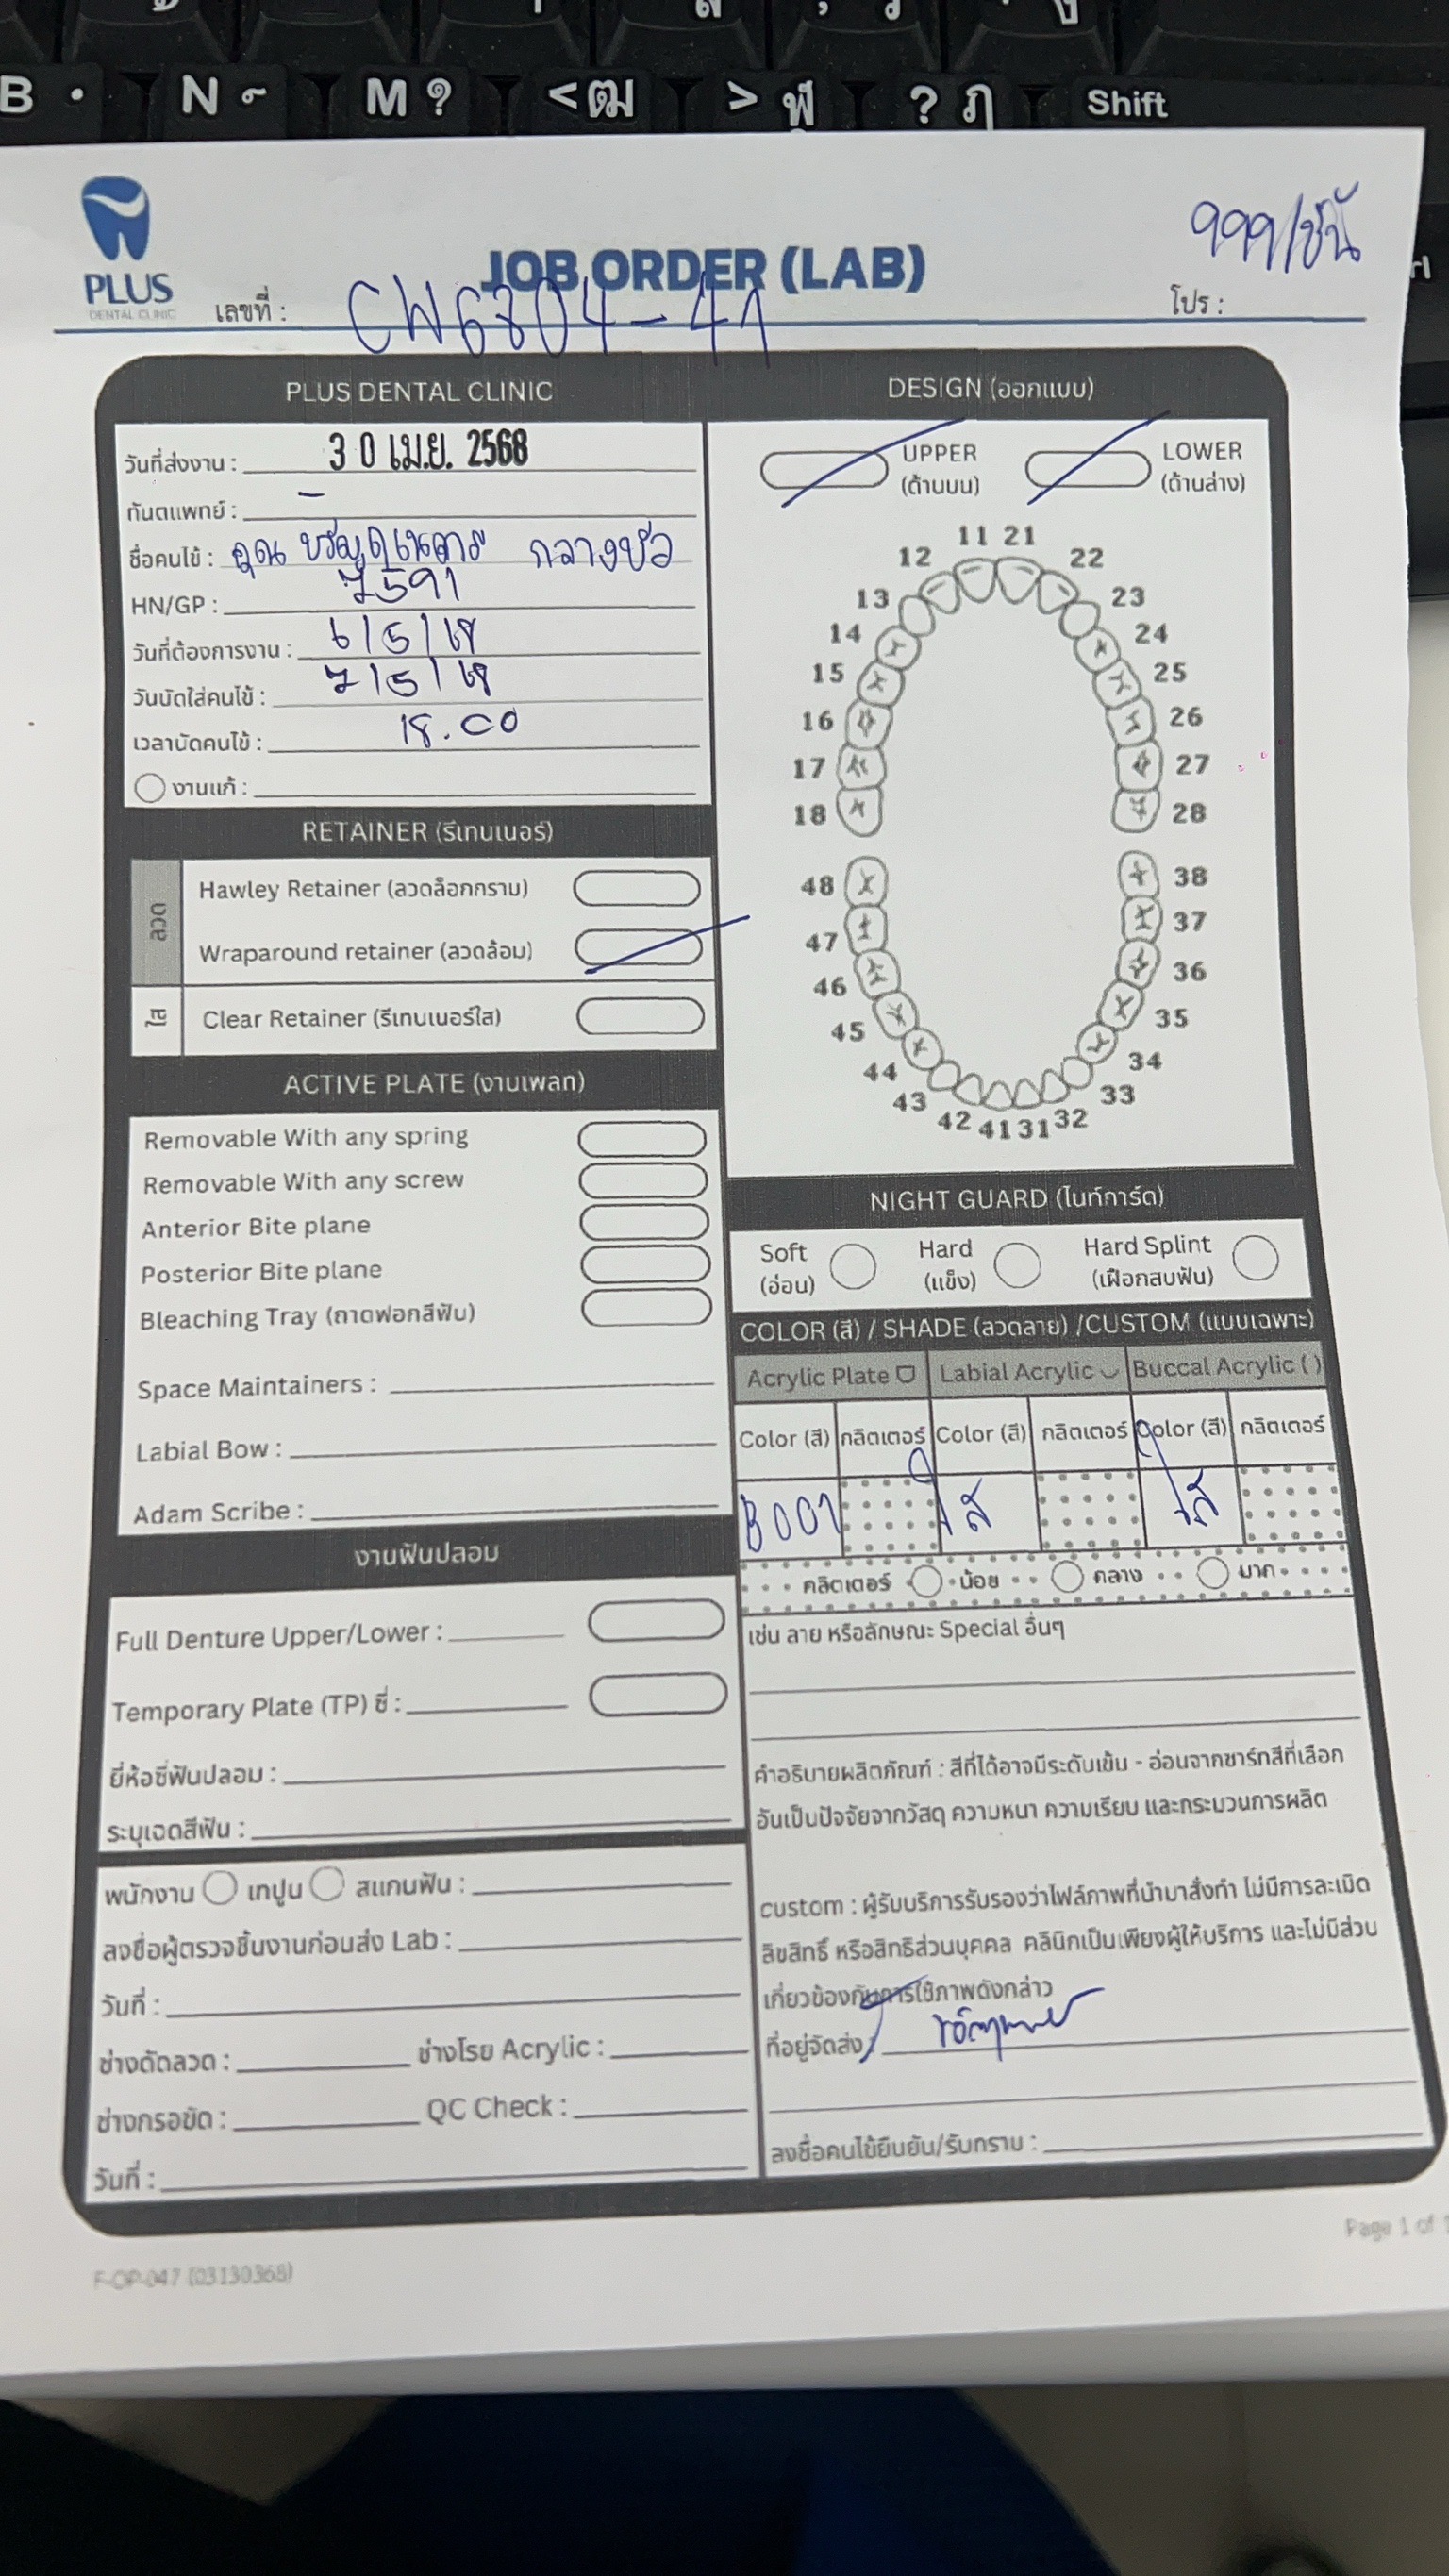 B N M ? < ฒ > ฬ ? ฦ Shift
PLUS
DENTAL CLINIC
JOB ORDER (LAB)
999/ชิ้น
เลขที่ : CW6804-41
โปร :
PLUS DENTAL CLINIC
วันที่ส่งงาน : 30 เม.ย. 2568
ทันตแพทย์ : -
ชื่อคนไข้ : คุณ กลางบัว
HN/GP : 7591
วันที่ต้องการงาน : 6/5/68
วันนัดใส่คนไข้ : 7/5/68
เวลานัดคนไข้ : 18.00
งานแก้ :
DESIGN (ออกแบบ)
UPPER
(ด้านบน)
LOWER
(ด้านล่าง)
11 21
12 22
13 23
14 24
15 25
16 26
17 27
18 28
48 38
47 37
46 36
45 35
44 34
43 33
42 41 31 32
RETAINER (รีเทนเนอร์)
ลวด
Hawley Retainer (ลวดล็อกกราม)
Wraparound retainer (ลวดล้อม)
ใส
Clear Retainer (รีเทนเนอร์ใส)
ACTIVE PLATE (งานเพลท)
Removable With any spring
Removable With any screw
Anterior Bite plane
Posterior Bite plane
Bleaching Tray (ถาดฟอกสีฟัน)
Space Maintainers :
Labial Bow :
Adam Scribe :
NIGHT GUARD (ไนท์การ์ด)
Soft
(อ่อน)
Hard
(แข็ง)
Hard Splint
(เฝือกสบฟัน)
COLOR (สี) / SHADE (ลวดลาย) /CUSTOM (แบบเฉพาะ)
Acrylic Plate Labial Acrylic Buccal Acrylic ( )
Color (สี) กลิตเตอร์ Color (สี) กลิตเตอร์ Color (สี) กลิตเตอร์
B001 ใส ใส
กลิตเตอร์ น้อย กลาง มาก
เช่น ลาย หรือลักษณะ Special อื่นๆ
คำอธิบายผลิตภัณฑ์ : สีที่ได้อาจมีระดับเข้ม - อ่อนจากชาร์ทสีที่เลือก
อันเป็นปัจจัยจากวัสดุ ความหนา ความเรียบ และกระบวนการผลิต
custom : ผู้รับบริการรับรองว่าไฟล์ภาพที่นำมาสั่งทำ ไม่มีการละเมิด
ลิขสิทธิ์ หรือสิทธิส่วนบุคคล คลินิกเป็นเพียงผู้ให้บริการ และไม่มีส่วน
เกี่ยวข้องกับการใช้ภาพดังกล่าว
ที่อยู่จัดส่ง :
ลงชื่อคนไข้ยืนยัน/รับทราบ :
งานฟันปลอม
Full Denture Upper/Lower :
Temporary Plate (TP) ซี่ :
ยี่ห้อซี่ฟันปลอม :
ระบุเฉดสีฟัน :
พนักงาน เทปูน สแกนฟัน :
ลงชื่อผู้ตรวจชิ้นงานก่อนส่ง Lab :
วันที่ :
ช่างดัดลวด : ช่างโรย Acrylic :
ช่างกรอขัด : QC Check :
วันที่ :
F-OP-047 (03130368)
Page 1 of 1